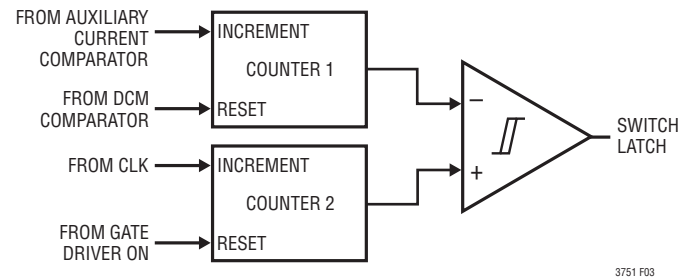 FROM AUXILIARY
CURRENT
COMPARATOR
INCREMENT
COUNTER 1
FROM DCM
COMPARATOR
RESET
FROM CLK
INCREMENT
COUNTER 2
FROM GATE
DRIVER ON
RESET
–
+
SWITCH
LATCH
3751 F03